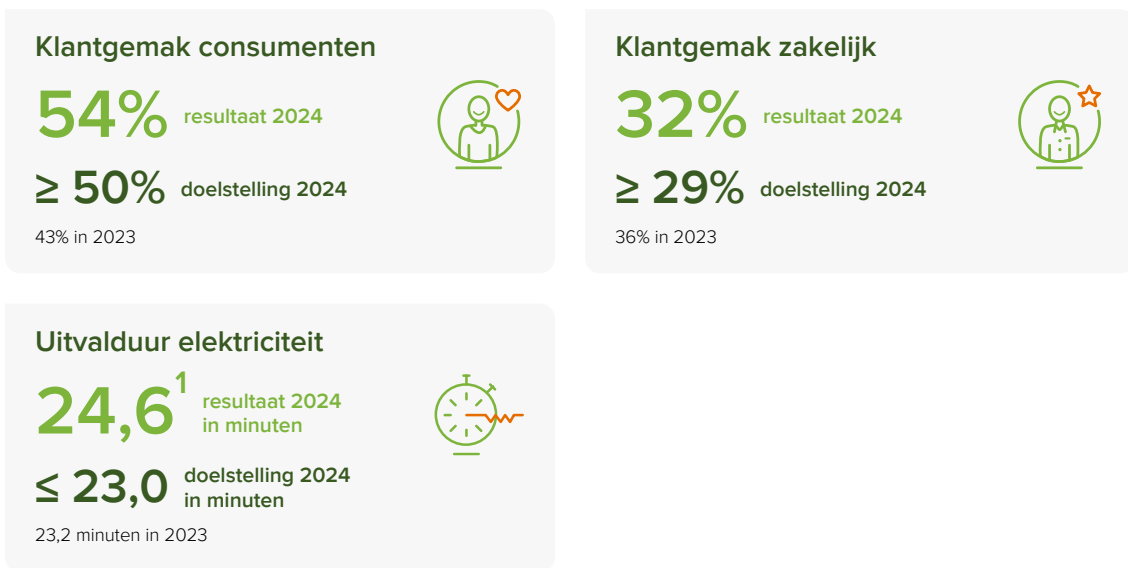 Klantgemak consumenten
54% resultaat 2024
≥ 50% doelstelling 2024
43% in 2023
Klantgemak zakelijk
32% resultaat 2024
≥ 29% doelstelling 2024
36% in 2023
Uitvalduur elektriciteit
24,6¹ resultaat 2024
in minuten
≤ 23,0 doelstelling 2024
in minuten
23,2 minuten in 2023